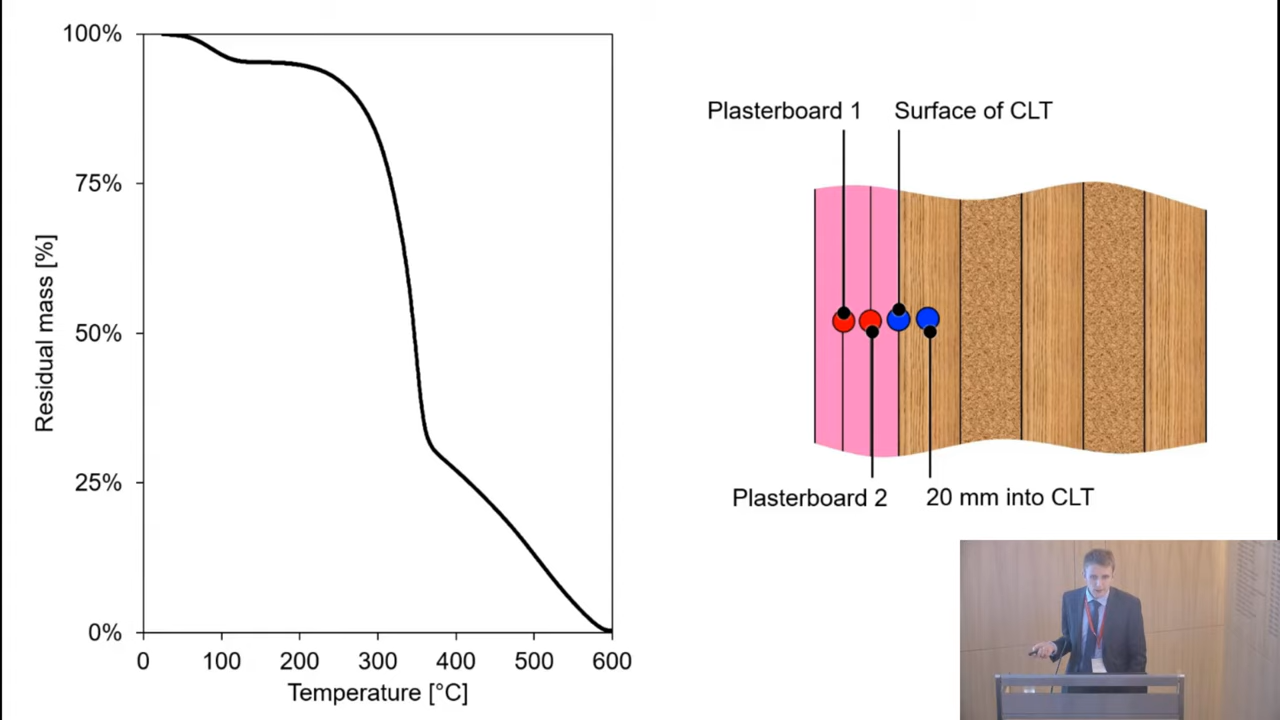 100%
75%
50%
25%
0%
Residual mass [%]
0 100 200 300 400 500 600
Temperature [°C]
Plasterboard 1 Surface of CLT
Plasterboard 2 20 mm into CLT